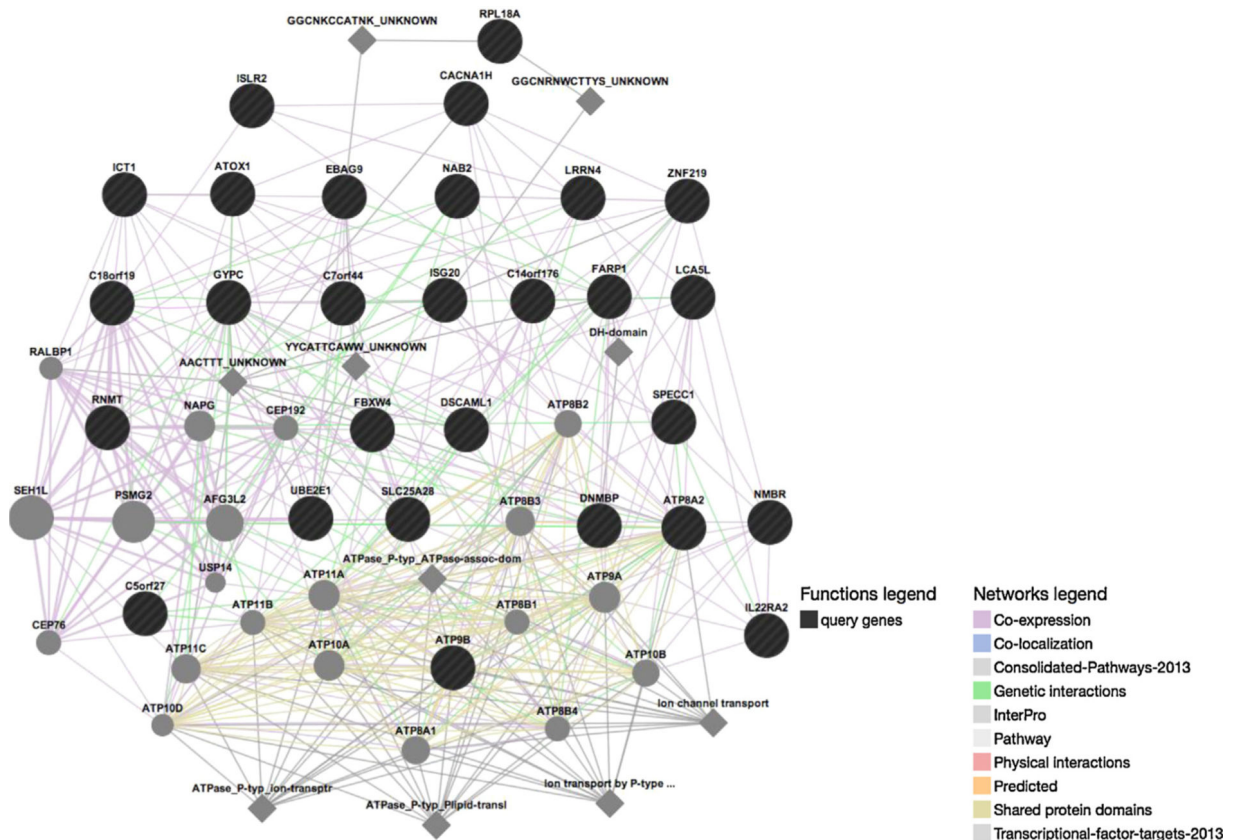 GGCNKCCATNK_UNKNOWN
RPL18A
ISLR2
CACNA1H
GGCNRNWCTTYS_UNKNOWN
ICT1
ATOX1
EBAG9
NAB2
LRRN4
ZNF219
C18orf19
GYPC
C7orf44
ISG20
C14orf176
FARP1
LCA5L
DH-domain
RALBP1
AACTTT_UNKNOWN
YYCATTCAWW_UNKNOWN
RNMT
NAPG
CEP192
FBXW4
DSCAML1
ATP8B2
SPECC1
SEH1L
PSMG2
AFG3L2
UBE2E1
SLC25A28
ATP8B3
DNMBP
ATP8A2
NMBR
USP14
ATPase_P-typ_ATPase-assoc-dom
C5orf27
ATP11A
ATP9A
ATP11B
ATP8B1
IL22RA2
CEP76
ATP11C
ATP10A
ATP9B
ATP10B
ATP10D
ATP8A1
ATP8B4
Ion channel transport
ATPase_P-typ_ion-transptr
ATPase_P-typ_Plipid-transl
Ion transport by P-type ...
Functions legend
query genes
Networks legend
Co-expression
Co-localization
Consolidated-Pathways-2013
Genetic interactions
InterPro
Pathway
Physical interactions
Predicted
Shared protein domains
Transcriptional-factor-targets-2013